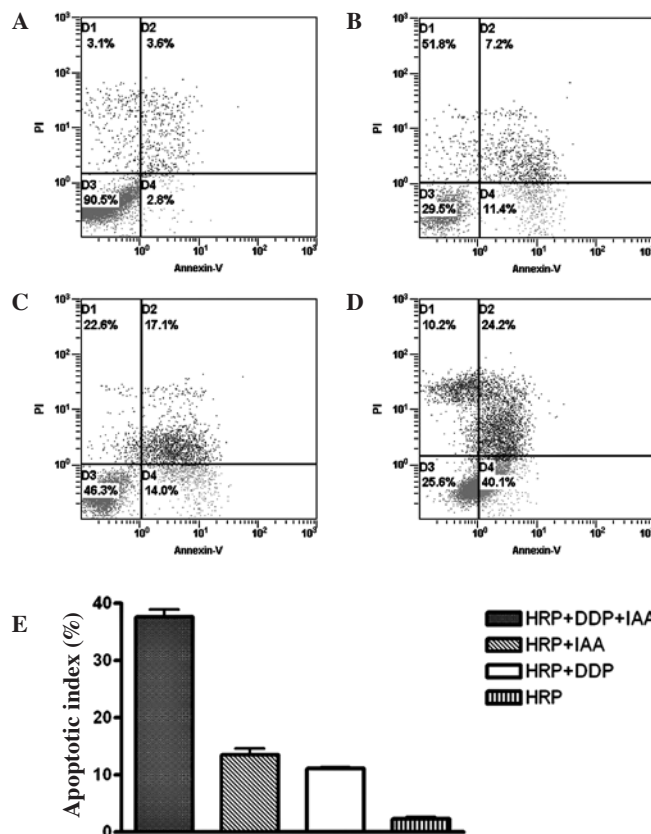 A
D1
3.1%
D2
3.6%
D3
90.5%
D4
2.8%
PI
10³
10²
10¹
10⁰
10⁰ 10¹ 10² 10³
Annexin-V
B
D1
51.8%
D2
7.2%
D3
29.5%
D4
11.4%
PI
10³
10²
10¹
10⁰
10⁰ 10¹ 10² 10³
Annexin-V
C
D1
22.6%
D2
17.1%
D3
46.3%
D4
14.0%
PI
10³
10²
10¹
10⁰
10⁰ 10¹ 10² 10³
Annexin-V
D
D1
10.2%
D2
24.2%
D3
25.6%
D4
40.1%
PI
10³
10²
10¹
10⁰
10⁰ 10¹ 10² 10³
Annexin-V
E
Apoptotic index (%)
40
30
20
10
0
HRP+DDP+IAA
HRP+IAA
HRP+DDP
HRP